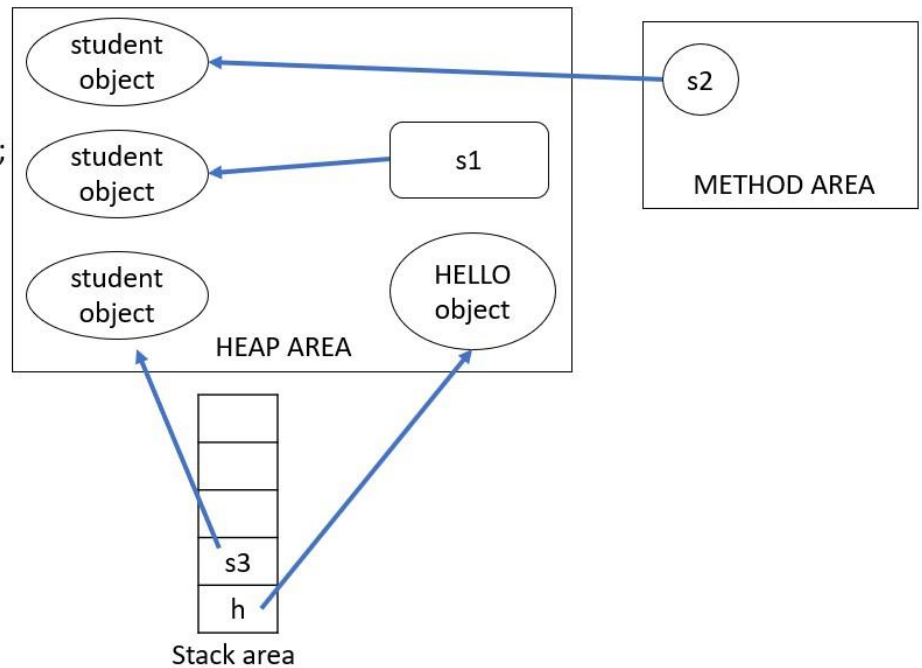 student
object
s2
;
student
object
s1
METHOD AREA
student
object
HELLO
object
HEAP AREA
s3
h
Stack area